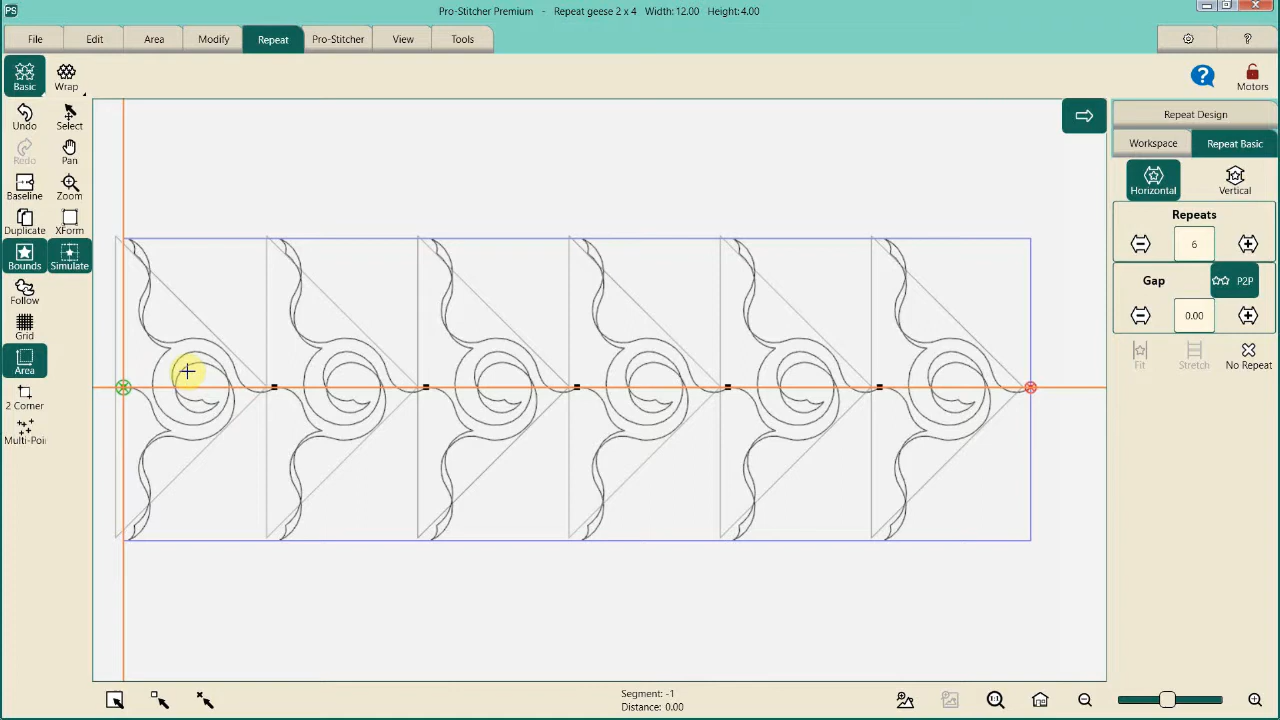 PS
Pro-Stitcher Premium - Repeat geese 2 x 4 Width: 12.00 Height: 4.00
File Edit Area Modify Repeat Pro-Stitcher View Tools ?
Basic Wrap ? Motors
Undo Select
Redo Pan
Baseline Zoom
Duplicate XForm
Bounds Simulate
Follow
Grid
Area
2 Corner
Multi-Poi
Repeat Design
Workspace Repeat Basic
Horizontal Vertical
Repeats
6
Gap P2P
0.00
Fit Stretch No Repeat
Segment: -1
Distance: 0.00
1:1